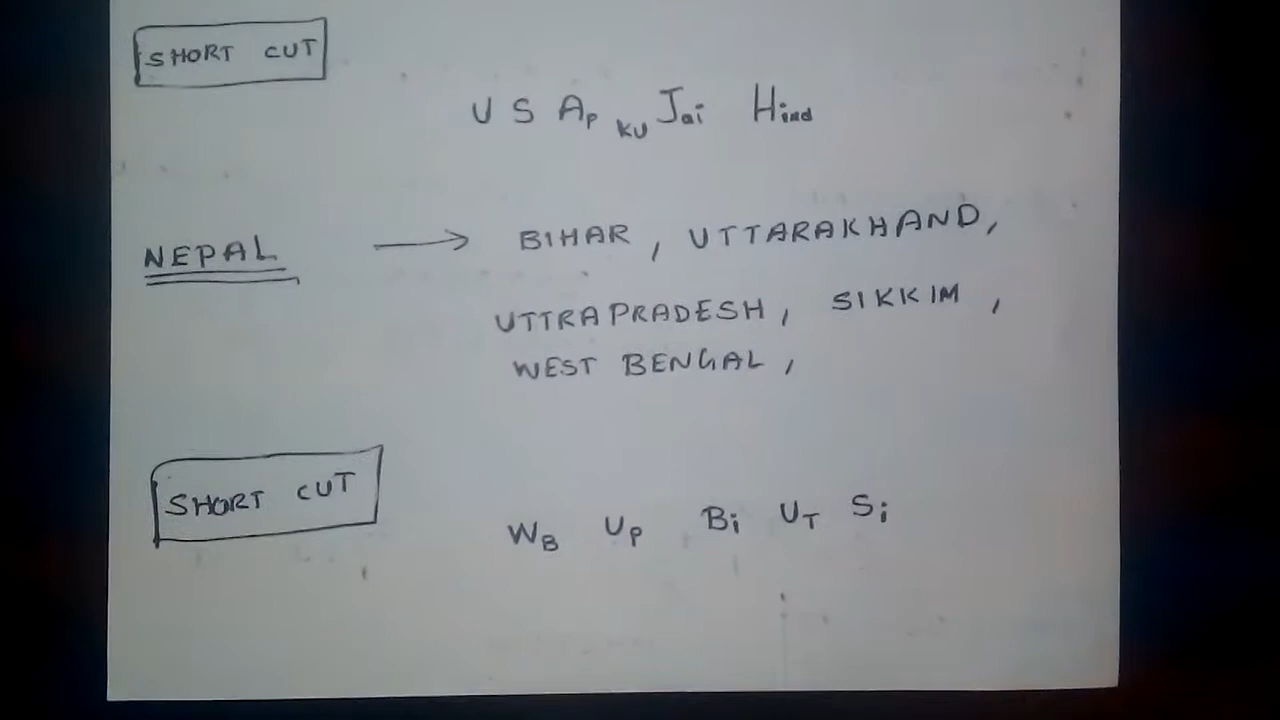 SHORT CUT
U S Ap KU Jai Hind
NEPAL → BIHAR, UTTARAKHAND,
UTTRAPRADESH, SIKKIM,
WEST BENGAL,
SHORT CUT
WB UP Bi UT Si